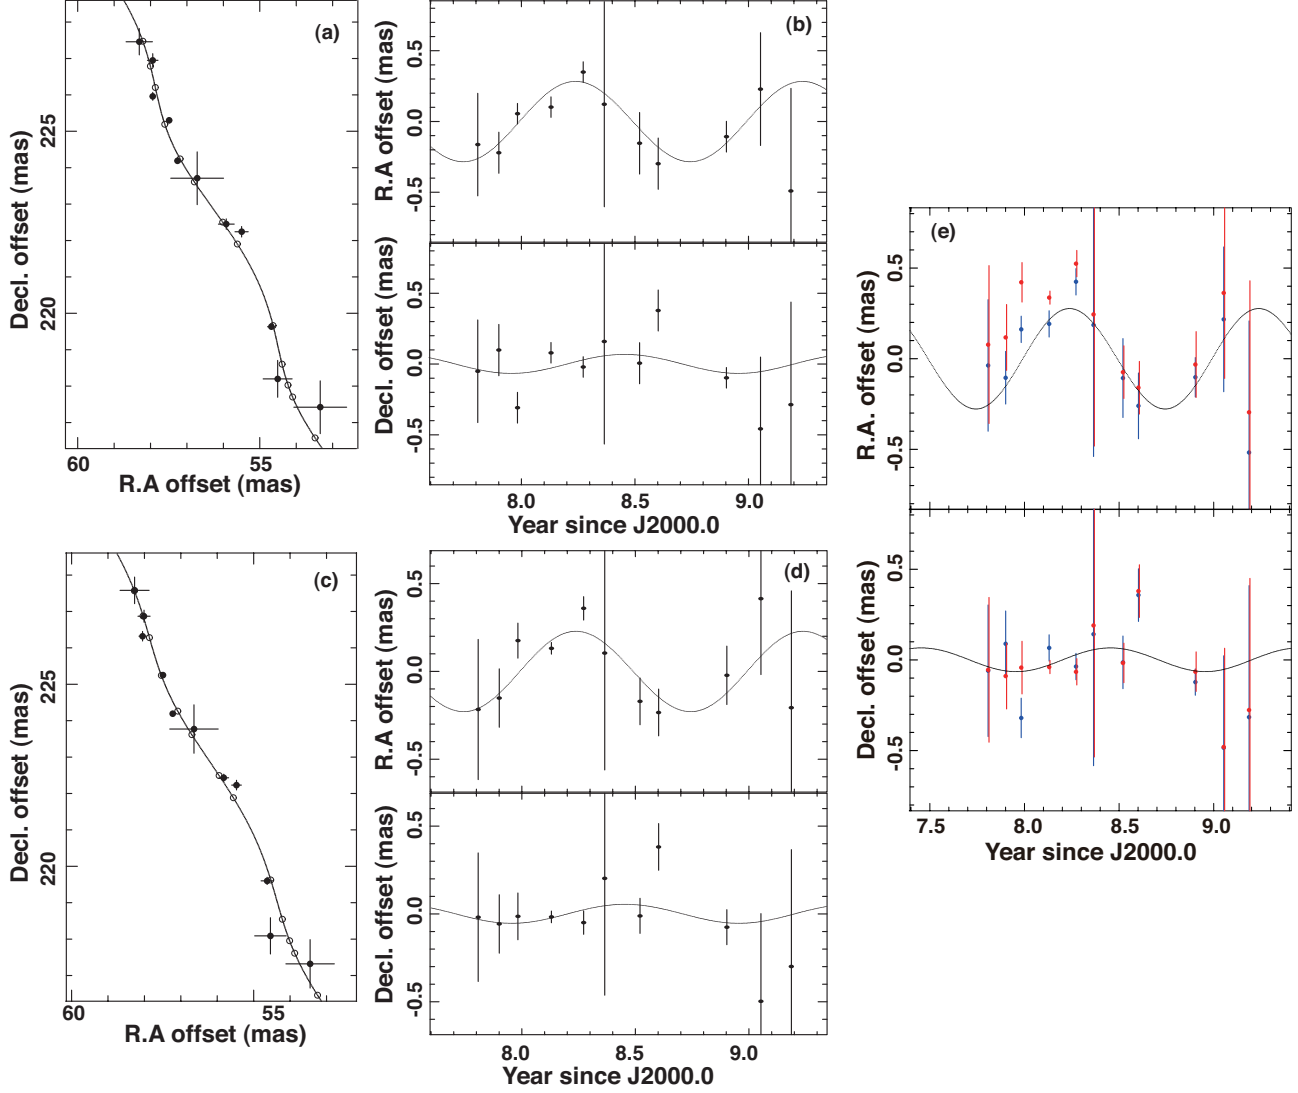 (a)
225
220
Decl. offset (mas)
60
55
R.A offset (mas)
(b)
0.5
0.0
-0.5
R.A offset (mas)
0.5
0.0
-0.5
Decl. offset (mas)
8.0
8.5
9.0
Year since J2000.0
(c)
225
220
Decl. offset (mas)
60
55
R.A offset (mas)
(d)
0.5
0.0
-0.5
R.A offset (mas)
0.5
0.0
-0.5
Decl. offset (mas)
8.0
8.5
9.0
Year since J2000.0
(e)
0.5
0.0
-0.5
R.A. offset (mas)
0.5
0.0
-0.5
Decl. offset (mas)
7.5
8.0
8.5
9.0
Year since J2000.0